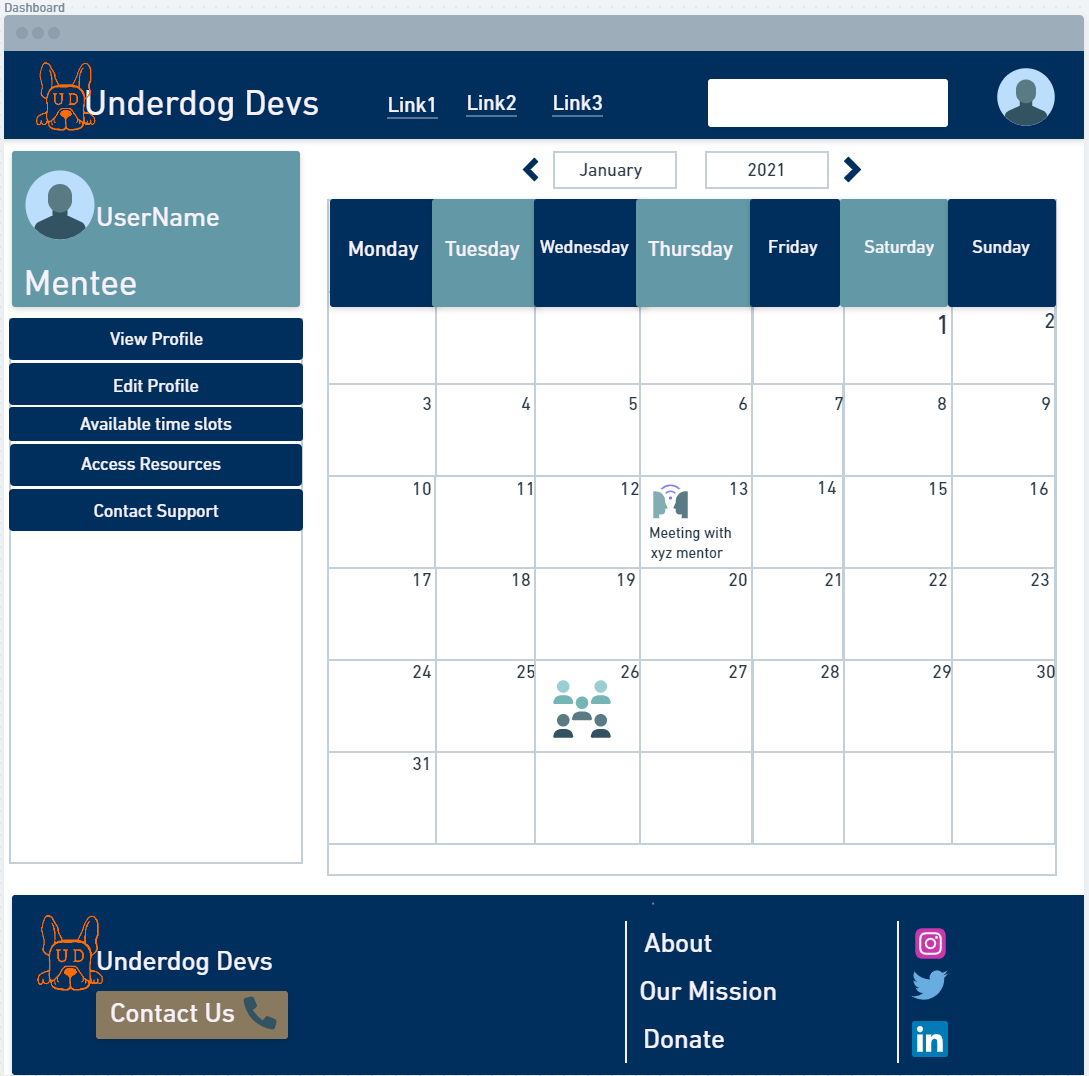 Dashboard
UD
Underdog Devs
Link1
Link2
Link3
January
2021
UserName
Mentee
View Profile
Edit Profile
Available time slots
Access Resources
Contact Support
Monday Tuesday Wednesday Thursday Friday Saturday Sunday
1 2
3 4 5 6 7 8 9
10 11 12 13 14 15 16
Meeting with
xyz mentor
17 18 19 20 21 22 23
24 25 26 27 28 29 30
31
UD
Underdog Devs
Contact Us
About
Our Mission
Donate
in